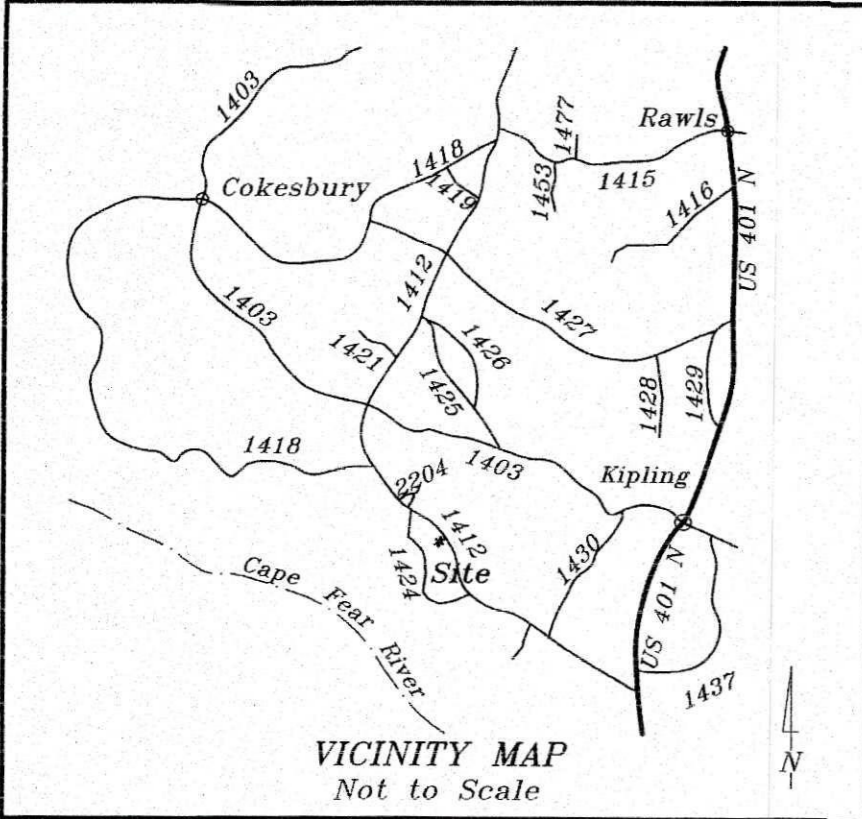 1403
Rawls
1477
1418
Cokesbury
1419
1453
1415
1416
US 401 N
1412
1403
1427
1421
1426
1425
1428
1429
1418
1403
Kipling
2204
1412
1424
Site
1430
Cape Fear River
US 401 N
1437
VICINITY MAP
Not to Scale
N